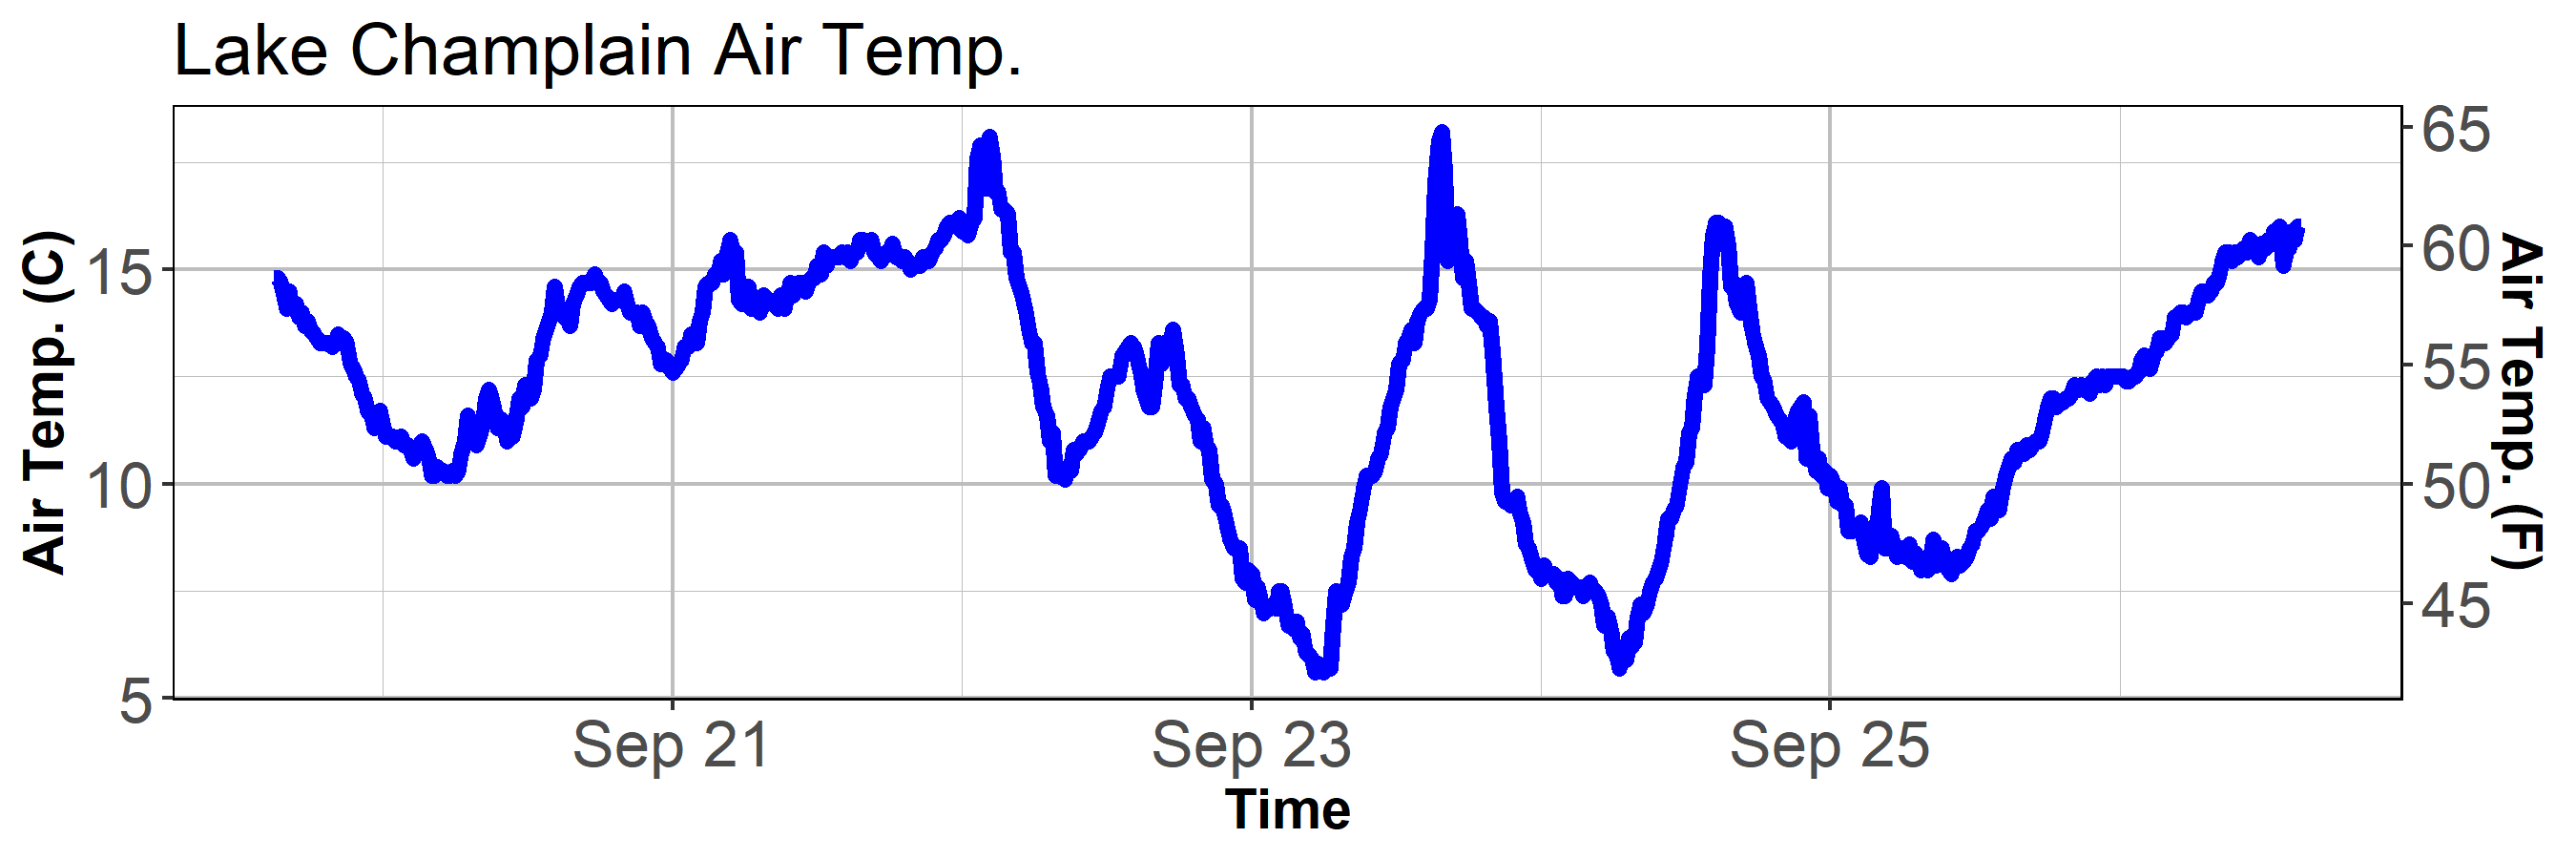 Lake Champlain Air Temp.
Air Temp. (C)
15
10
5
65
60
55
50
45
Air Temp. (F)
Sep 21 Sep 23 Sep 25
Time